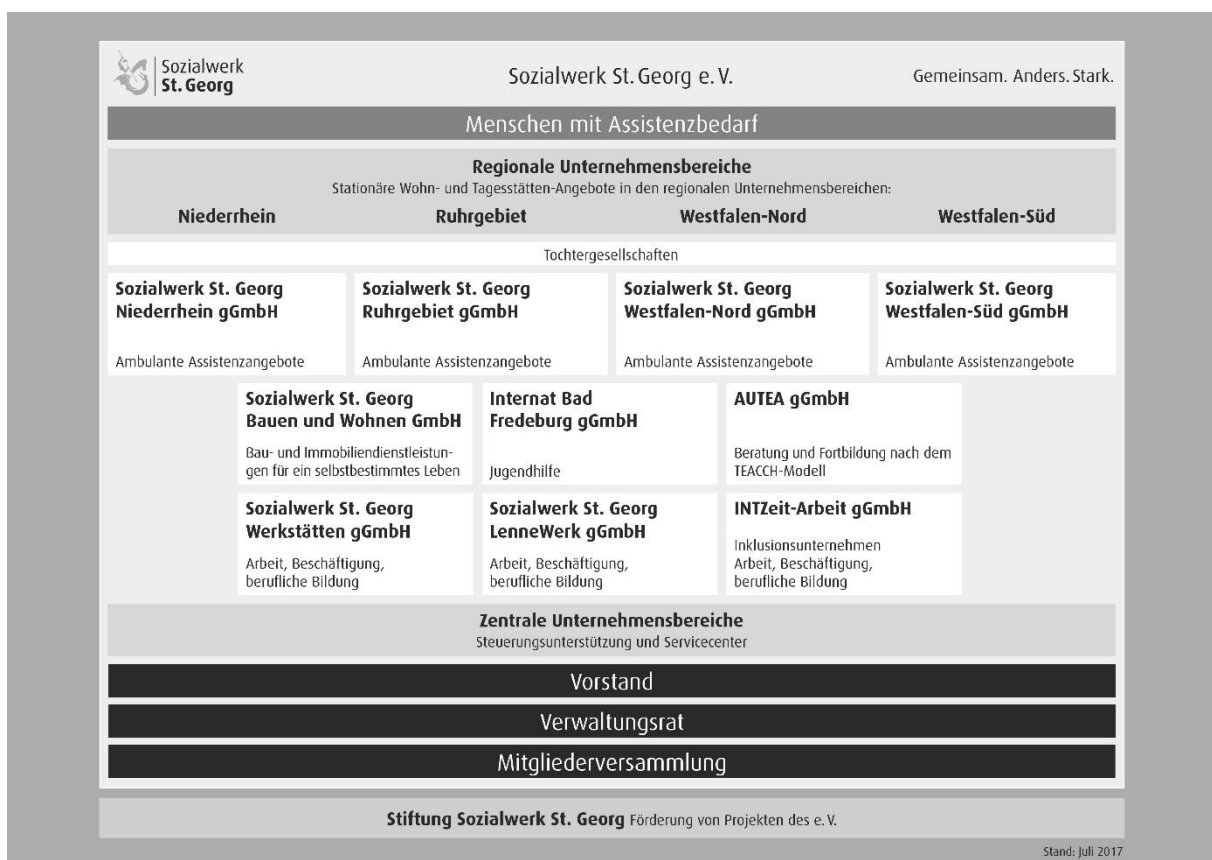 Sozialwerk
St. Georg
Sozialwerk St. Georg e. V.
Gemeinsam. Anders. Stark.
Menschen mit Assistenzbedarf
Regionale Unternehmensbereiche
Stationäre Wohn- und Tagesstätten-Angebote in den regionalen Unternehmensbereichen:
Niederrhein
Ruhrgebiet
Westfalen-Nord
Westfalen-Süd
Tochtergesellschaften
Sozialwerk St. Georg
Niederrhein gGmbH
Ambulante Assistenzangebote
Sozialwerk St. Georg
Ruhrgebiet gGmbH
Ambulante Assistenzangebote
Sozialwerk St. Georg
Westfalen-Nord gGmbH
Ambulante Assistenzangebote
Sozialwerk St. Georg
Westfalen-Süd gGmbH
Ambulante Assistenzangebote
Sozialwerk St. Georg
Bauen und Wohnen GmbH
Bau- und Immobiliendienstleistun-
gen für ein selbstbestimmtes Leben
Internat Bad
Fredeburg gGmbH
Jugendhilfe
AUTEA gGmbH
Beratung und Fortbildung nach dem
TEACCH-Modell
Sozialwerk St. Georg
Werkstätten gGmbH
Arbeit, Beschäftigung,
berufliche Bildung
Sozialwerk St. Georg
LenneWerk gGmbH
Arbeit, Beschäftigung,
berufliche Bildung
INTZeit-Arbeit gGmbH
Inklusionsunternehmen
Arbeit, Beschäftigung,
berufliche Bildung
Zentrale Unternehmensbereiche
Steuerungsunterstützung und Servicecenter
Vorstand
Verwaltungsrat
Mitgliederversammlung
Stiftung Sozialwerk St. Georg Förderung von Projekten des e. V.
Stand: Juli 2017